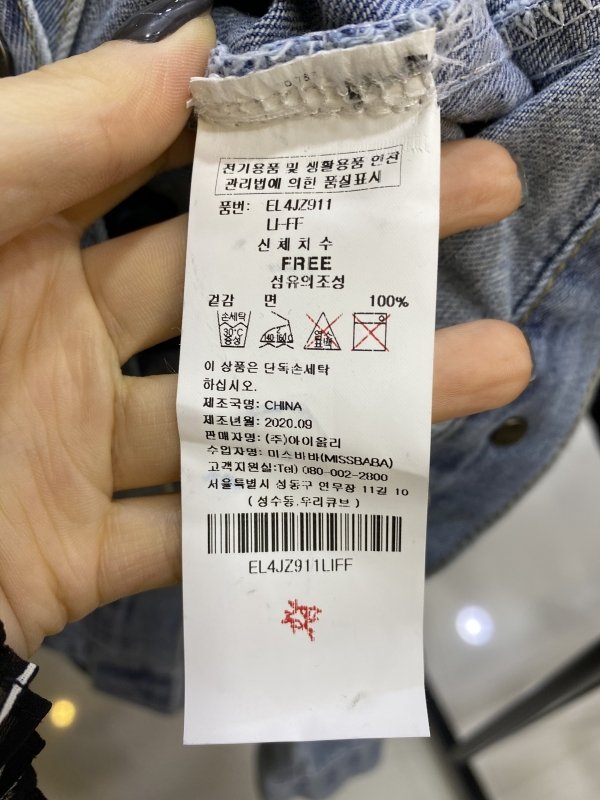 전기용품 및 생활용품 안전
관리법에 의한 품질표시
품번: EL4JZ911
LI-FF
신체치수
FREE
섬유의조성
겉감 면 100%
손세탁
30℃
중성
염소
표백
이 상품은 단독손세탁
하십시오.
제조국명: CHINA
제조년월: 2020.09
판매자명: (주)아이올리
수입자명: 미스바바(MISSBABA)
고객지원실:Tel) 080-002-2800
서울특별시 성동구 연무장 11길 10
(성수동,우리큐브)
EL4JZ911LIFF